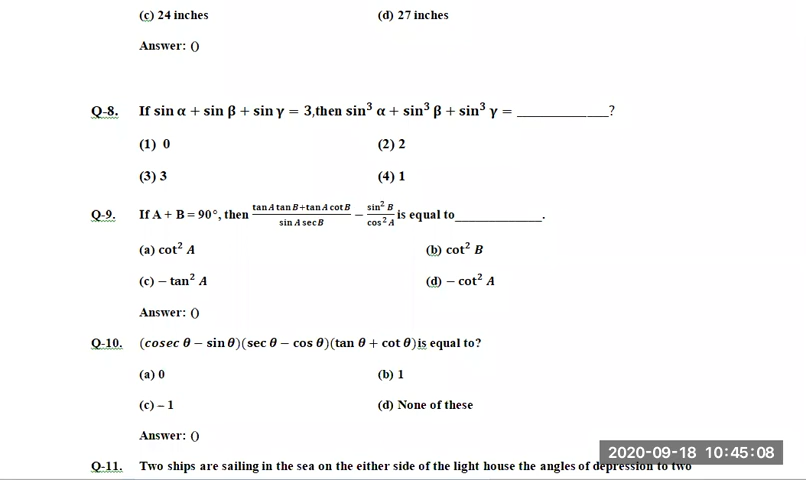 (c) 24 inches (d) 27 inches
Answer: ()
Q-8. If sin α + sin β + sin γ = 3,then sin³ α + sin³ β + sin³ γ = ____________?
(1) 0 (2) 2
(3) 3 (4) 1
Q-9. If A + B = 90°, then (tan A tan B+tan A cot B)/(sin A sec B) − (sin² B)/(cos² A) is equal to____________.
(a) cot² A (b) cot² B
(c) − tan² A (d) − cot² A
Answer: ()
Q-10. (cosec θ − sin θ)(sec θ − cos θ)(tan θ + cot θ)is equal to?
(a) 0 (b) 1
(c) – 1 (d) None of these
Answer: ()
2020-09-18 10:45:08
Q-11. Two ships are sailing in the sea on the either side of the light house the angles of depression to two